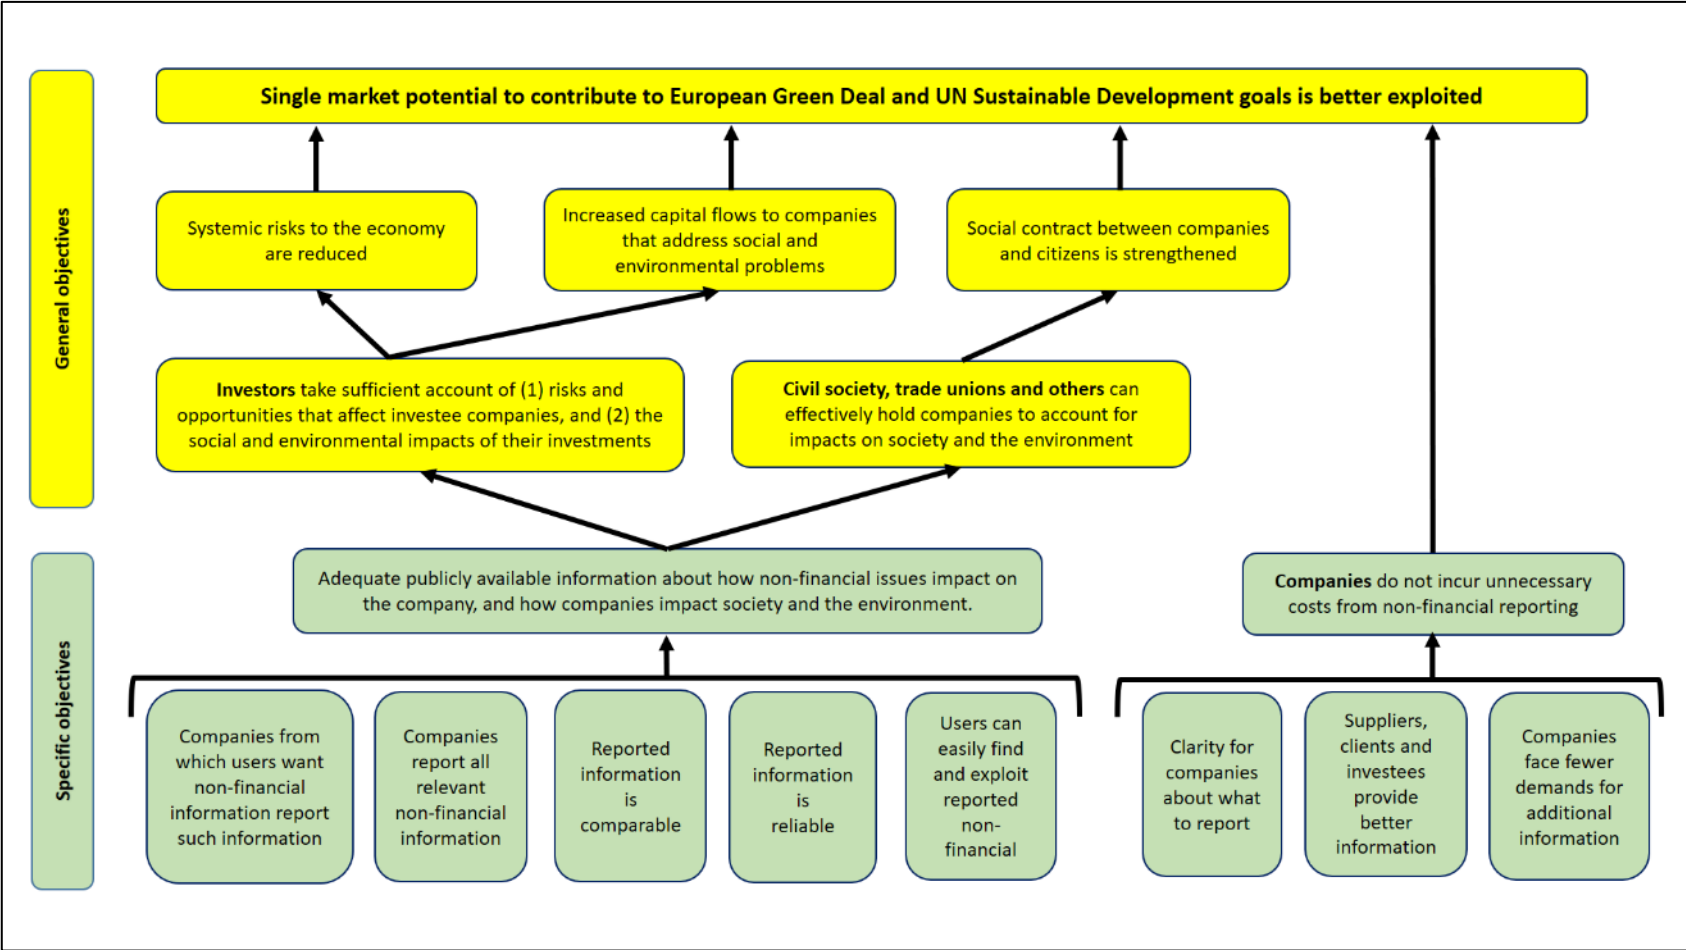 Single market potential to contribute to European Green Deal and UN Sustainable Development goals is better exploited
General objectives
Systemic risks to the economy
are reduced
Increased capital flows to companies
that address social and
environmental problems
Social contract between companies
and citizens is strengthened
Investors take sufficient account of (1) risks and
opportunities that affect investee companies, and (2) the
social and environmental impacts of their investments
Civil society, trade unions and others can
effectively hold companies to account for
impacts on society and the environment
Specific objectives
Adequate publicly available information about how non-financial issues impact on
the company, and how companies impact society and the environment.
Companies do not incur unnecessary
costs from non-financial reporting
Companies from
which users want
non-financial
information report
such information
Companies
report all
relevant
non-financial
information
Reported
information
is
comparable
Reported
information
is
reliable
Users can
easily find
and exploit
reported
non-
financial
Clarity for
companies
about what
to report
Suppliers,
clients and
investees
provide
better
information
Companies
face fewer
demands for
additional
information